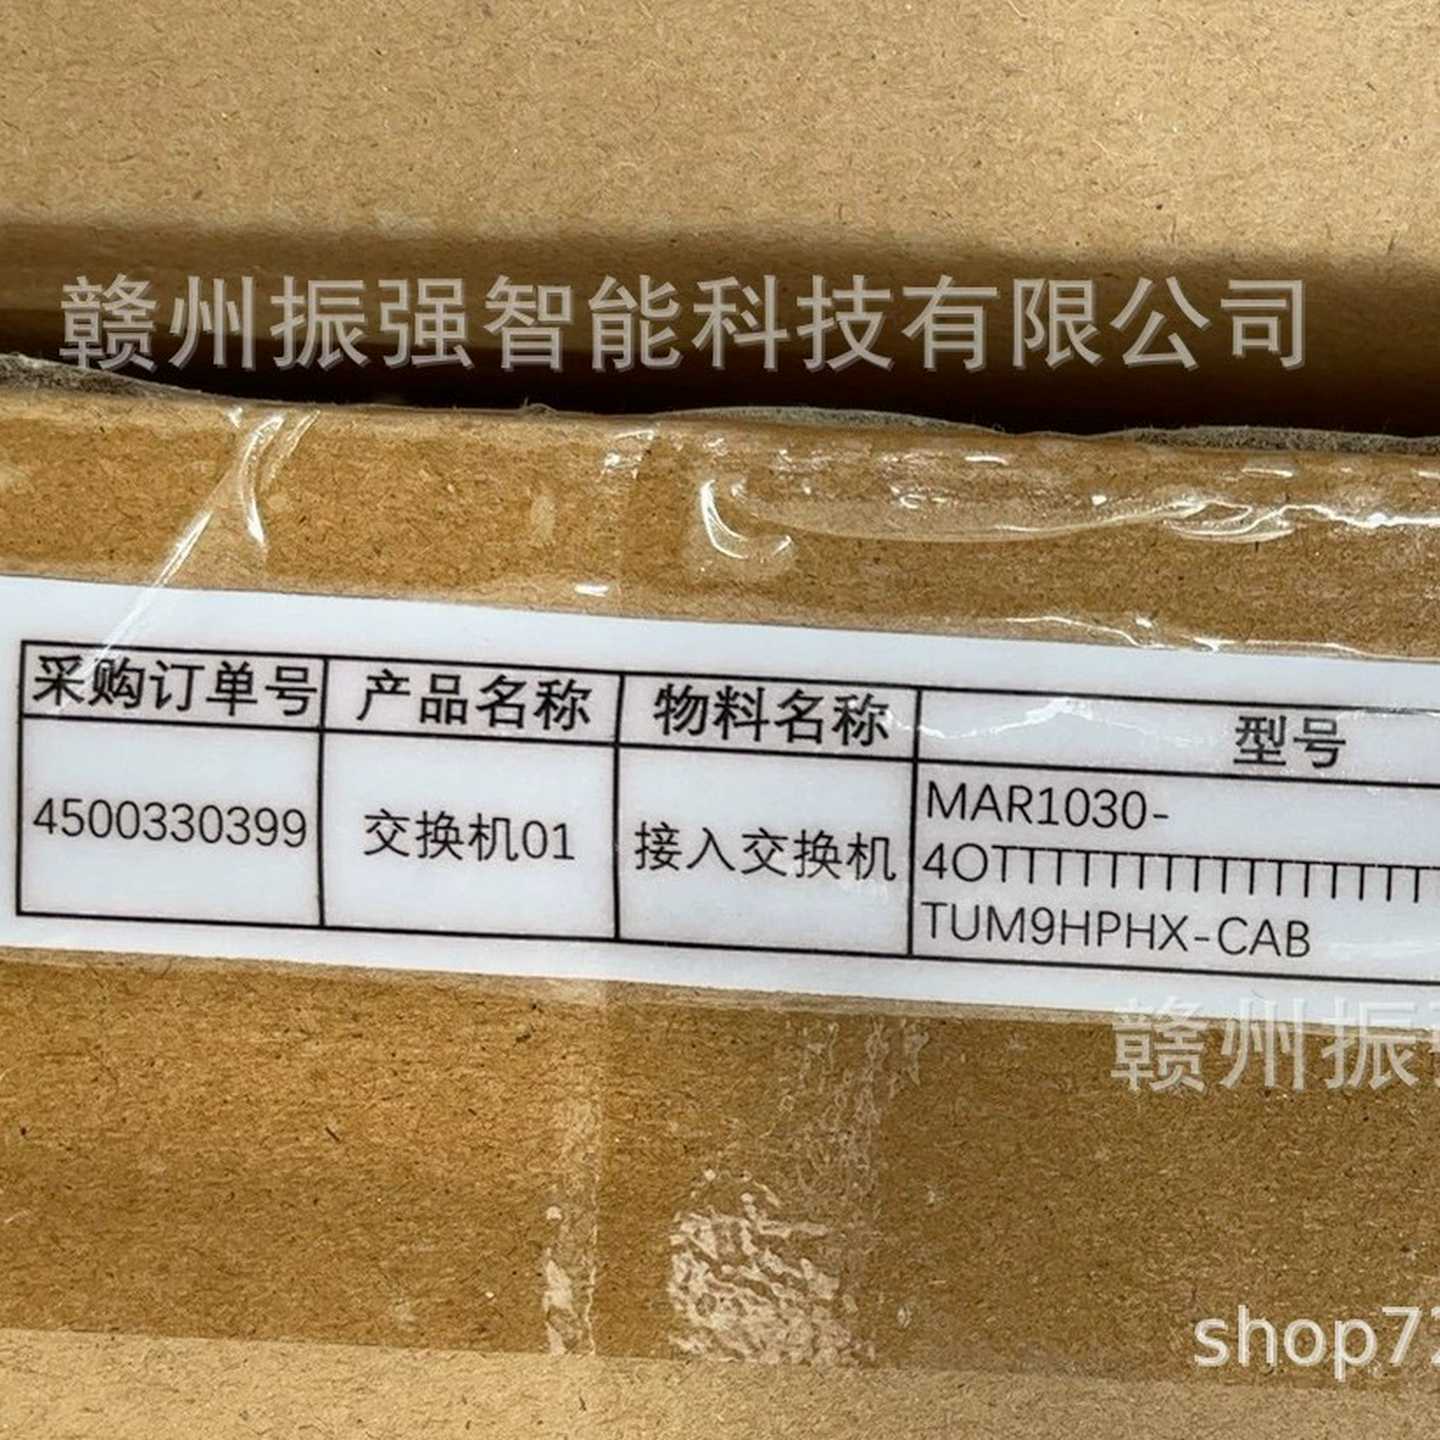 赣州振强智能科技有限公司
采购订单号 产品名称 物料名称 型号
4500330399 交换机01 接入交换机 MAR1030-
4OTTTTTTTTTTTTTTTTT
TUM9HPHX-CAB
赣州振
shop72